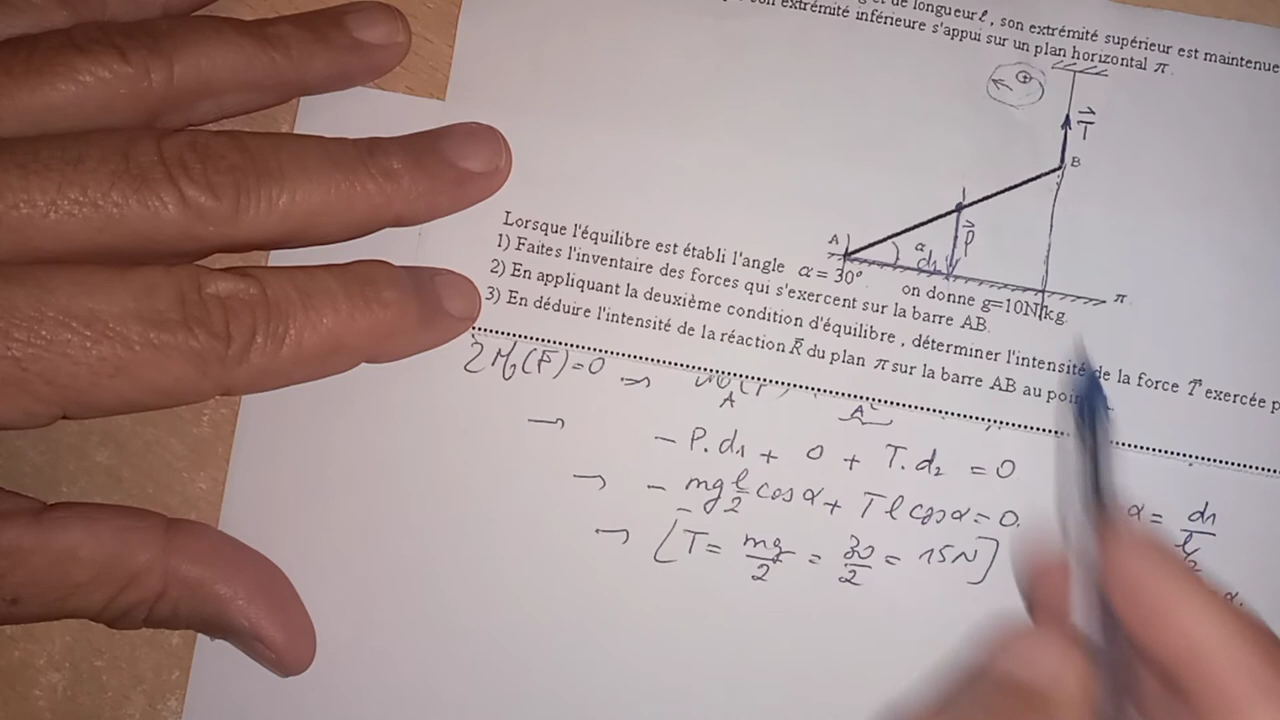 de longueur ℓ , son extrémité supérieur est maintenue
son extrémité inférieure s'appui sur un plan horizontal π .
+
T
B
A
α
d1
P
π
Lorsque l'équilibre est établi l'angle α = 30° on donne g=10N/kg.
1) Faites l'inventaire des forces qui s'exercent sur la barre AB.
2) En appliquant la deuxième condition d'équilibre , déterminer l'intensité de la force T⃗ exercée
3) En déduire l'intensité de la réaction R⃗ du plan π sur la barre AB au
= 0 →
A A
→ - P.d1 + 0 + T.d2 = 0
→ - mg ℓ/2 cos α + T ℓ cos α = 0.
→ [T = mg/2 = 30/2 = 15N]
α = d1/(ℓ/2)
α.